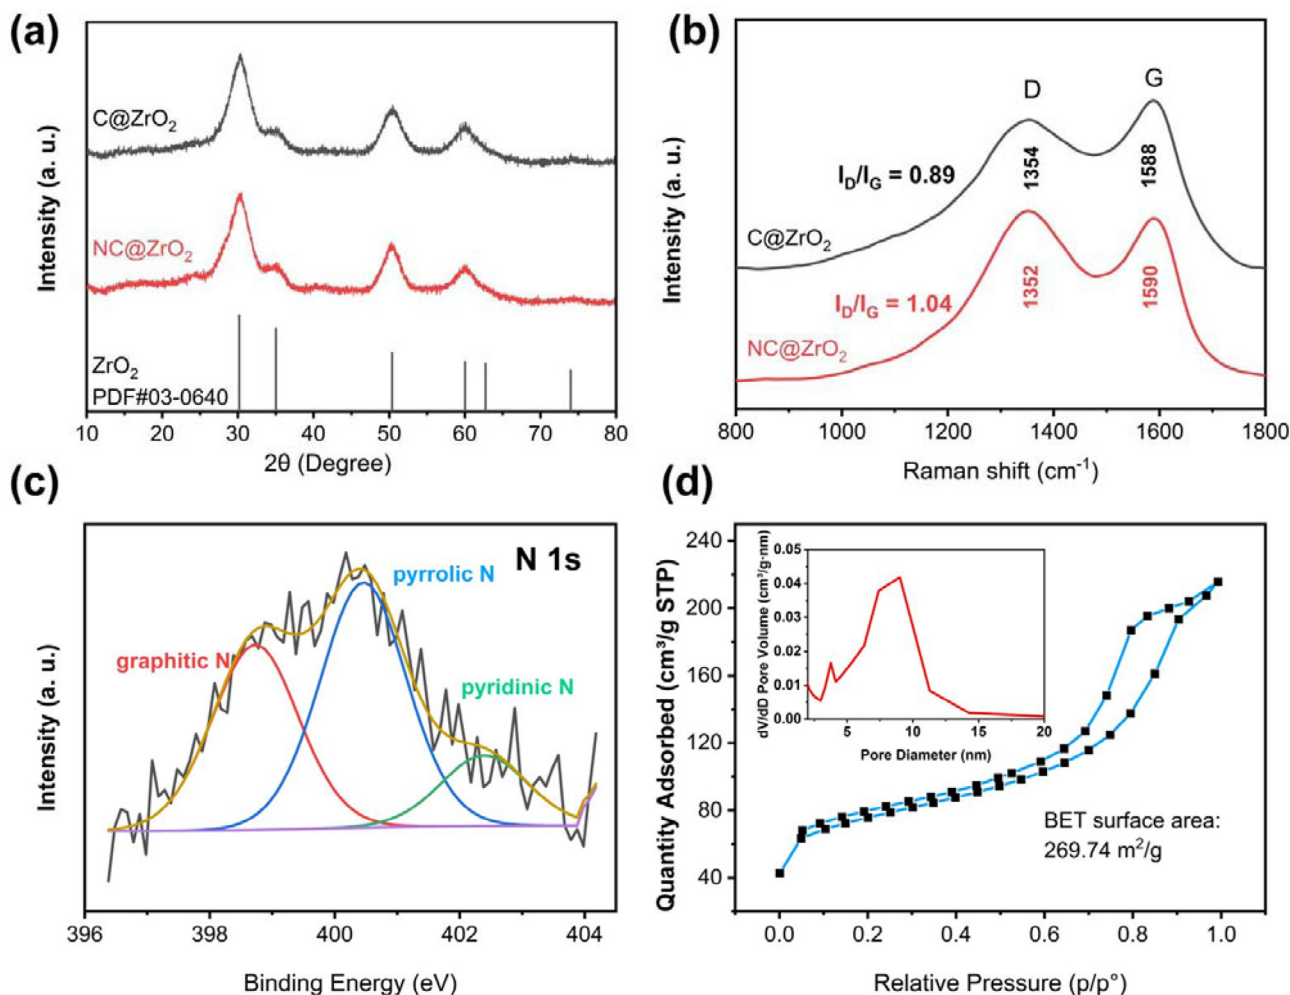 (a)
C@ZrO₂
NC@ZrO₂
ZrO₂
PDF#03-0640
Intensity (a. u.)
10 20 30 40 50 60 70 80
2θ (Degree)
(b)
D G
I_D/I_G = 0.89
1354
1588
C@ZrO₂
I_D/I_G = 1.04
1352
1590
NC@ZrO₂
Intensity (a. u.)
800 1000 1200 1400 1600 1800
Raman shift (cm⁻¹)
(c)
N 1s
pyrrolic N
graphitic N
pyridinic N
Intensity (a. u.)
396 398 400 402 404
Binding Energy (eV)
(d)
Quantity Adsorbed (cm³/g STP)
240
200
160
120
80
40
dV/dD Pore Volume (cm³/g·nm)
0.05
0.04
0.03
0.02
0.01
0.00
5 10 15 20
Pore Diameter (nm)
BET surface area:
269.74 m²/g
0.0 0.2 0.4 0.6 0.8 1.0
Relative Pressure (p/p°)